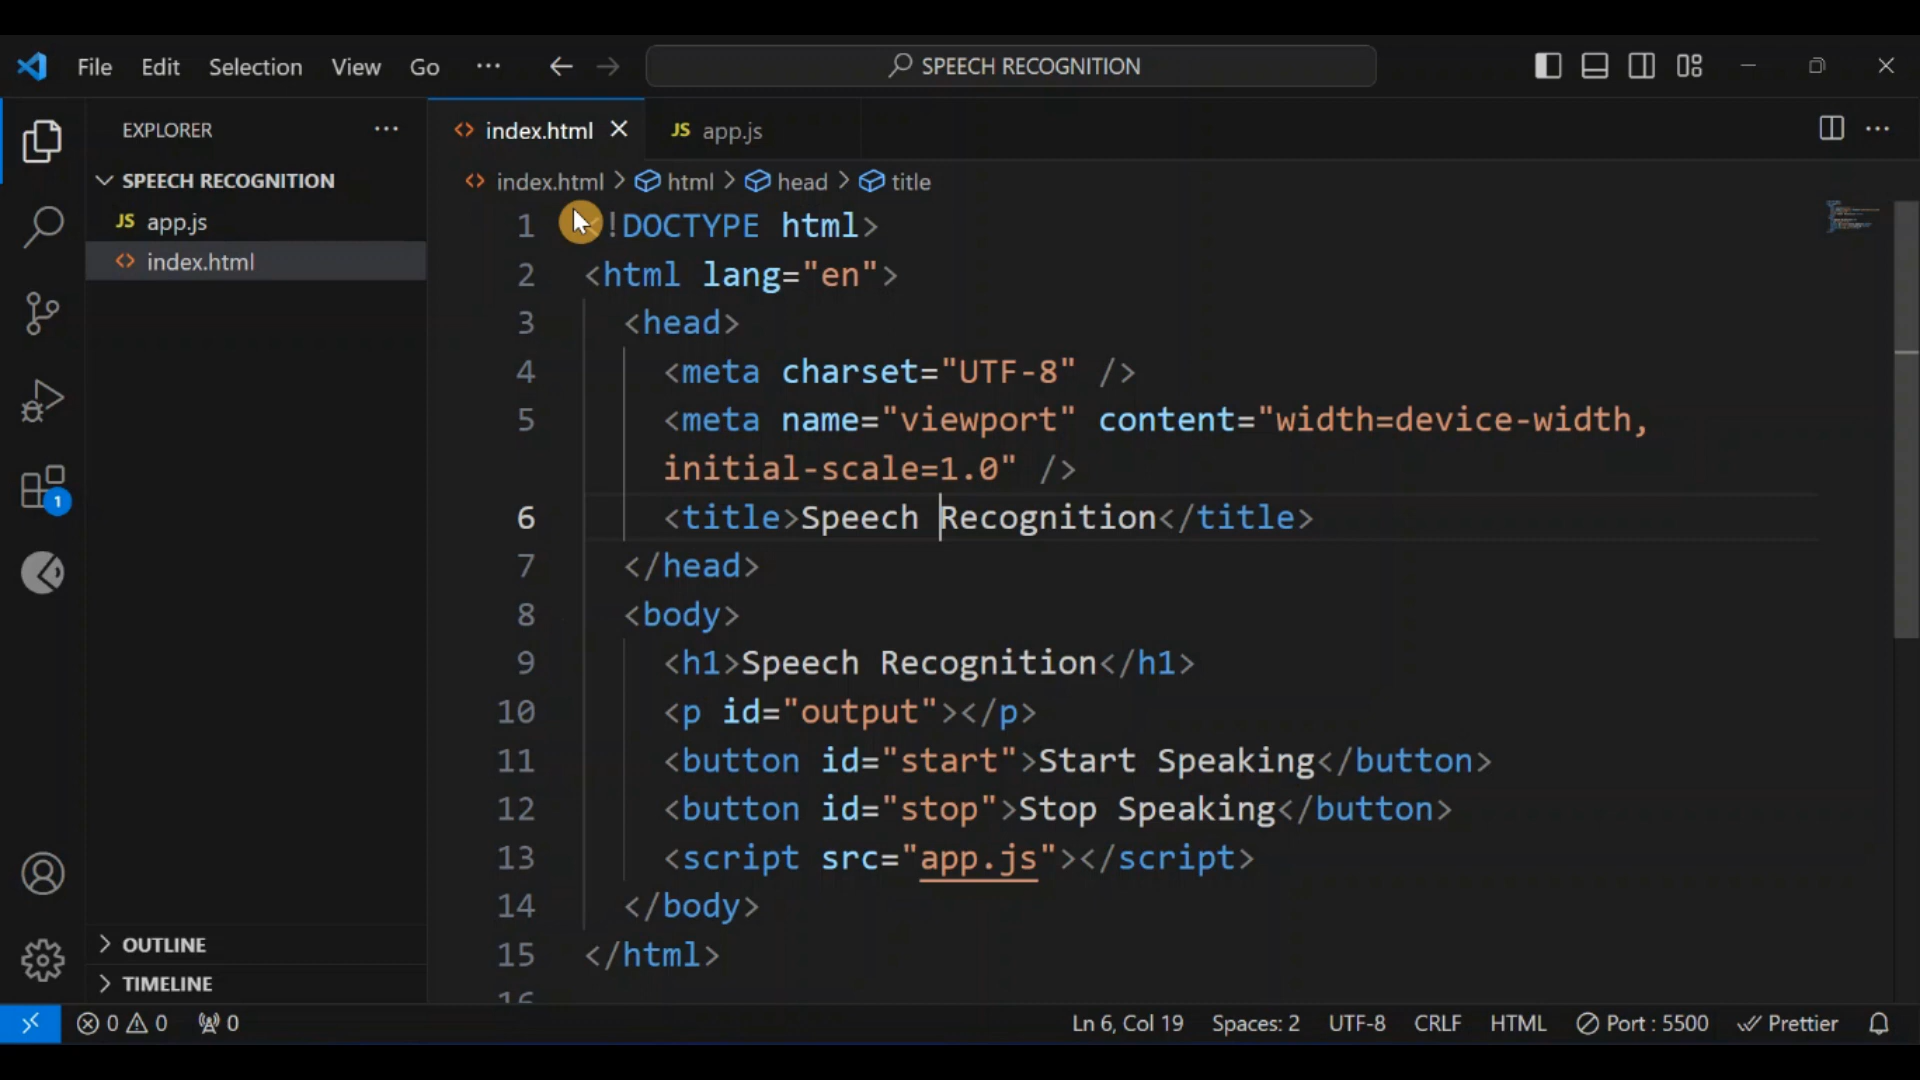 File Edit Selection View Go ··· SPEECH RECOGNITION
EXPLORER ···
SPEECH RECOGNITION
JS app.js
<> index.html
OUTLINE
TIMELINE
<> index.html JS app.js
<> index.html > html > head > title
1 <!DOCTYPE html>
2 <html lang="en">
3 <head>
4 <meta charset="UTF-8" />
5 <meta name="viewport" content="width=device-width,
initial-scale=1.0" />
6 <title>Speech Recognition</title>
7 </head>
8 <body>
9 <h1>Speech Recognition</h1>
10 <p id="output"></p>
11 <button id="start">Start Speaking</button>
12 <button id="stop">Stop Speaking</button>
13 <script src="app.js"></script>
14 </body>
15 </html>
16
1
0 0 0 Ln 6, Col 19 Spaces: 2 UTF-8 CRLF HTML Port : 5500 Prettier